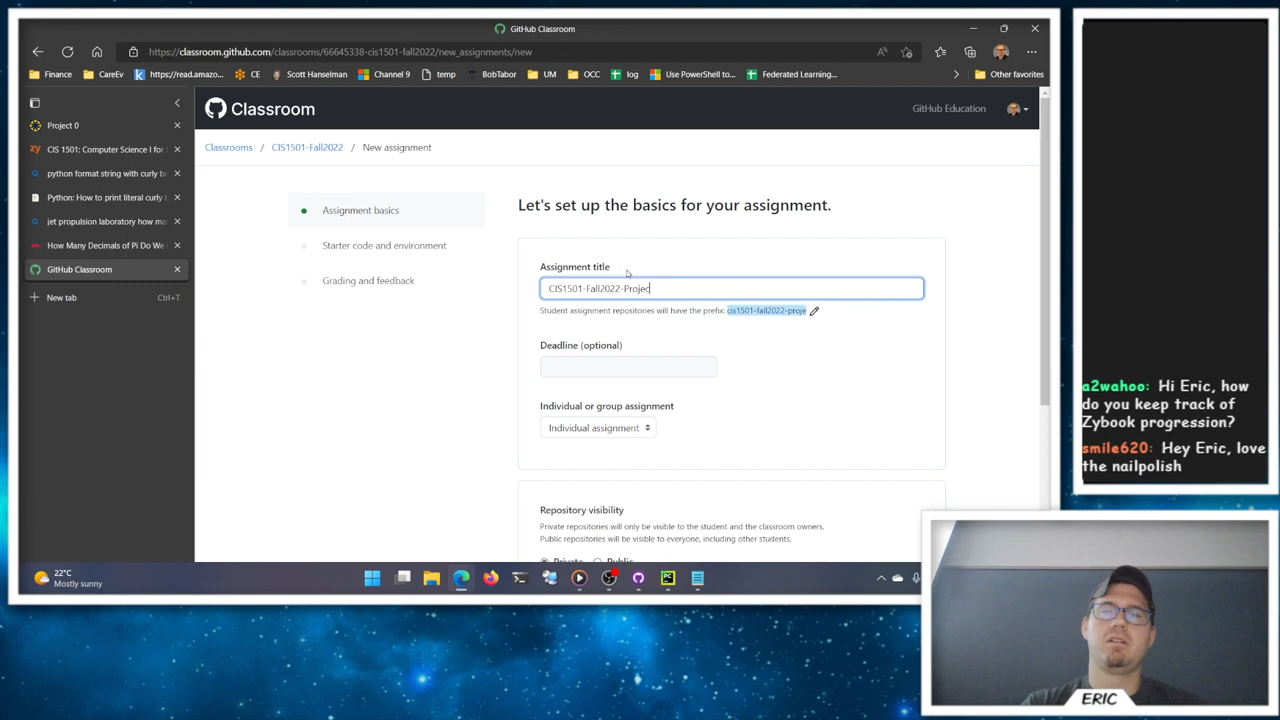 GitHub Classroom
https://classroom.github.com/classrooms/66645338-cis1501-fall2022/new_assignments/new
Finance CareEv https://read.amazo... CE Scott Hanselman Channel 9 temp BobTabor UM OCC log Use PowerShell to... Federated Learning... Other favorites
Project 0
CIS 1501: Computer Science I for
python format string with curly b
Python: How to print literal curly
jet propulsion laboratory how ma
How Many Decimals of Pi Do We
GitHub Classroom
New tab Ctrl+T
Classroom
GitHub Education
Classrooms / CIS1501-Fall2022 / New assignment
Assignment basics
Starter code and environment
Grading and feedback
Let's set up the basics for your assignment.
Assignment title
CIS1501-Fall2022-Projec
Student assignment repositories will have the prefix: cis1501-fall2022-proje
Deadline (optional)
Individual or group assignment
Individual assignment
Repository visibility
Private repositories will only be visible to the student and the classroom owners.
Public repositories will be visible to everyone, including other students.
Private Public
22°C
Mostly sunny
a2wahoo: Hi Eric, how
do you keep track of
Zybook progression?
smile620: Hey Eric, love
the nailpolish
ERIC